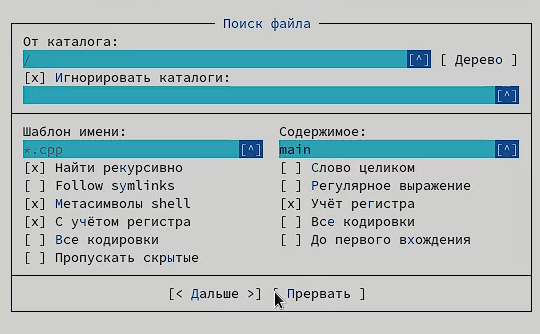 Поиск файла
От каталога:
/ [^] [ Дерево ]
[x] Игнорировать каталоги:
[^]
Шаблон имени: Содержимое:
*.cpp [^] main [^]
[x] Найти рекурсивно [ ] Слово целиком
[ ] Follow symlinks [ ] Регулярное выражение
[x] Метасимволы shell [x] Учёт регистра
[x] С учётом регистра [ ] Все кодировки
[ ] Все кодировки [ ] До первого вхождения
[ ] Пропускать скрытые
[< Дальше >] [ Прервать ]